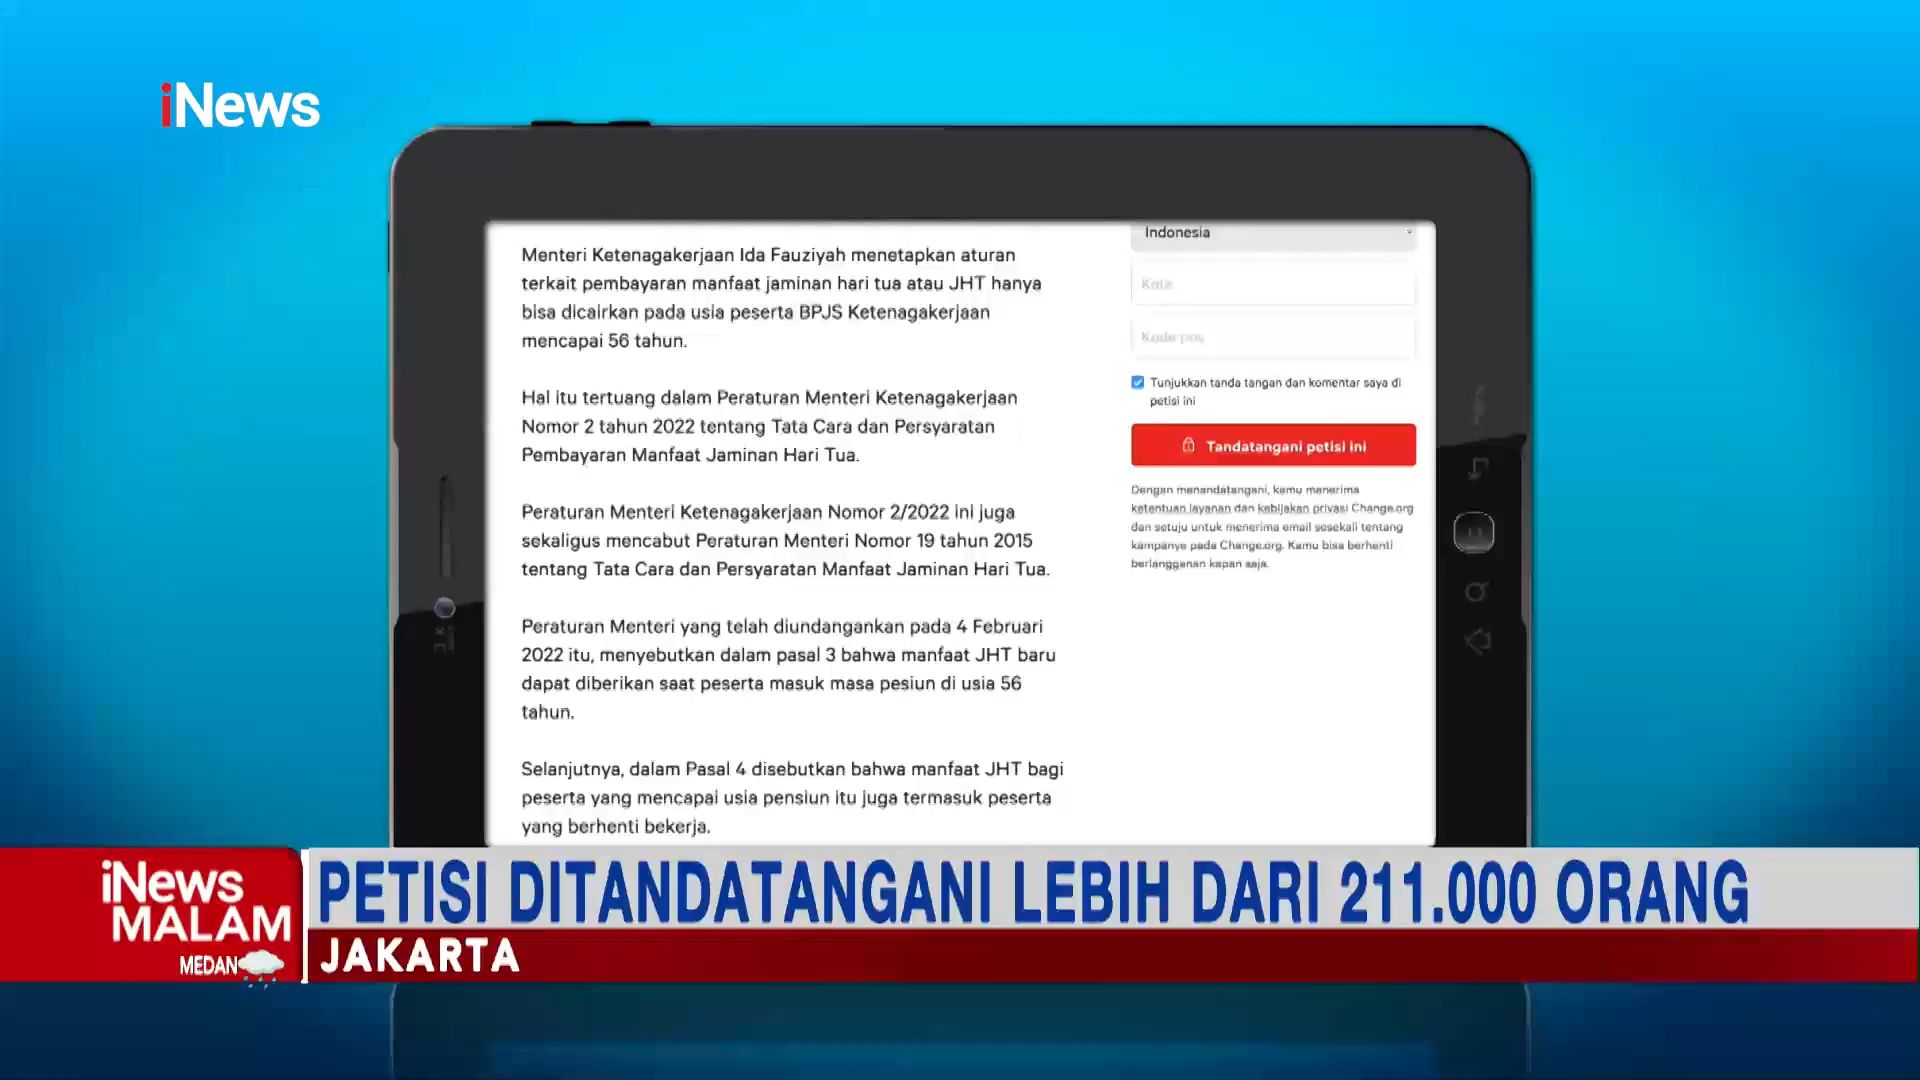 iNews
Menteri Ketenagakerjaan Ida Fauziyah menetapkan aturan
terkait pembayaran manfaat jaminan hari tua atau JHT hanya
bisa dicairkan pada usia peserta BPJS Ketenagakerjaan
mencapai 56 tahun.
Hal itu tertuang dalam Peraturan Menteri Ketenagakerjaan
Nomor 2 tahun 2022 tentang Tata Cara dan Persyaratan
Pembayaran Manfaat Jaminan Hari Tua.
Peraturan Menteri Ketenagakerjaan Nomor 2/2022 ini juga
sekaligus mencabut Peraturan Menteri Nomor 19 tahun 2015
tentang Tata Cara dan Persyaratan Manfaat Jaminan Hari Tua.
Peraturan Menteri yang telah diundangankan pada 4 Februari
2022 itu, menyebutkan dalam pasal 3 bahwa manfaat JHT baru
dapat diberikan saat peserta masuk masa pesiun di usia 56
tahun.
Selanjutnya, dalam Pasal 4 disebutkan bahwa manfaat JHT bagi
peserta yang mencapai usia pensiun itu juga termasuk peserta
yang berhenti bekerja.
Indonesia
Kota
Kode pos
Tunjukkan tanda tangan dan komentar saya di
petisi ini
Tandatangani petisi ini
Dengan menandatangani, kamu menerima
ketentuan layanan dan kebijakan privasi Change.org
dan setuju untuk menerima email sesekali tentang
kampanye pada Change.org. Kamu bisa berhenti
berlangganan kapan saja.
iNews
MALAM
MEDAN
PETISI DITANDATANGANI LEBIH DARI 211.000 ORANG
JAKARTA